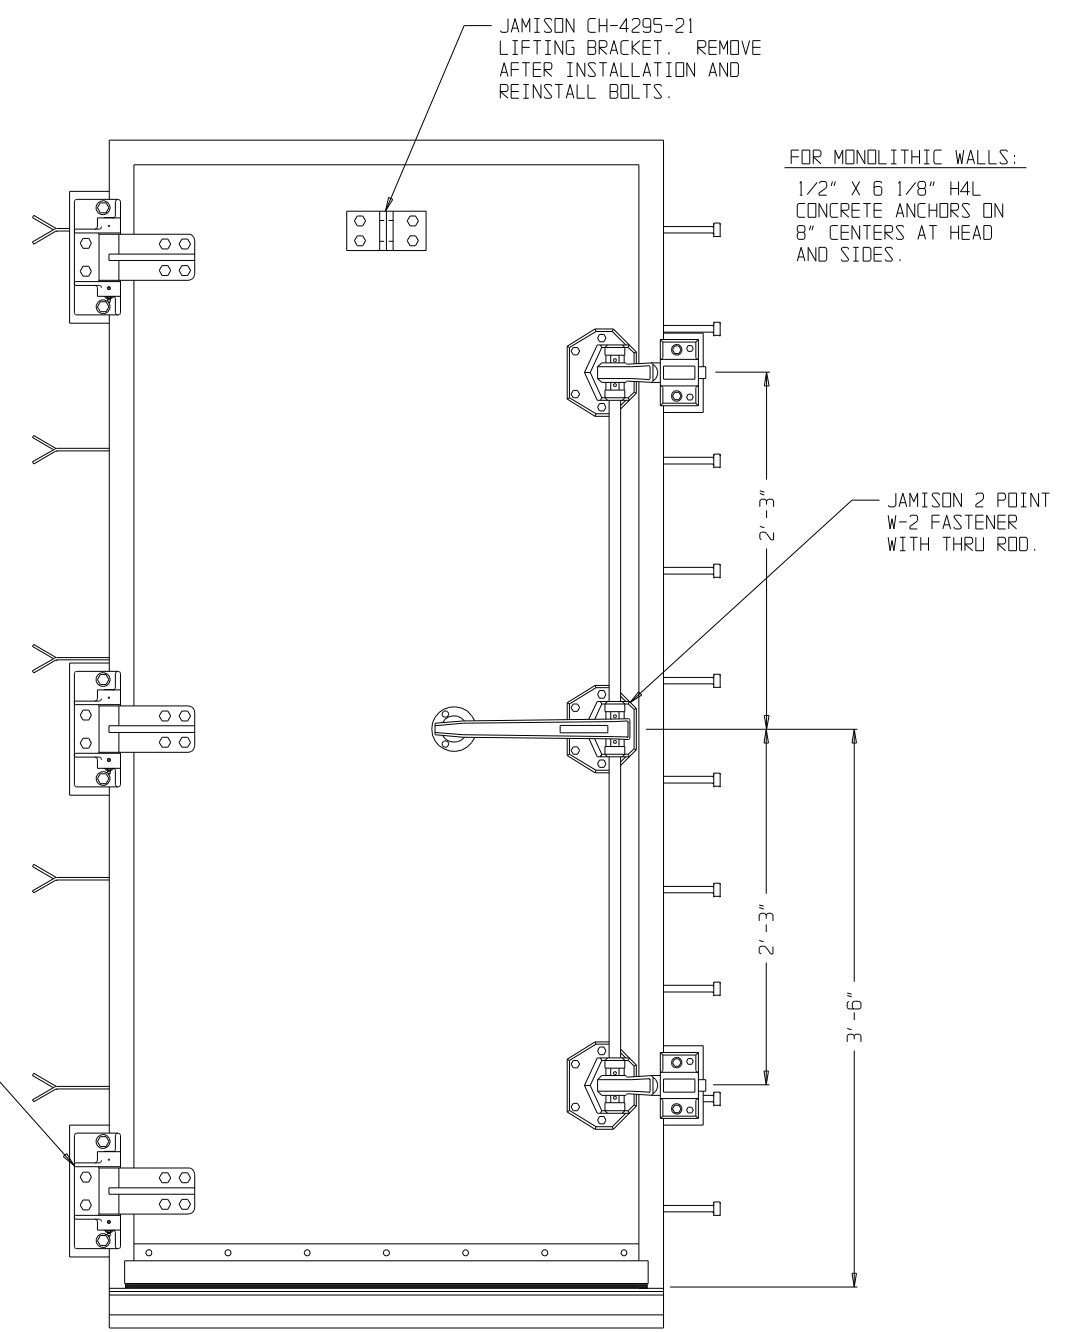 JAMISON CH-4295-21
LIFTING BRACKET. REMOVE
AFTER INSTALLATION AND
REINSTALL BOLTS.
FOR MONOLITHIC WALLS:
1/2" X 6 1/8" H4L
CONCRETE ANCHORS ON
8" CENTERS AT HEAD
AND SIDES.
2'-3"
JAMISON 2 POINT
W-2 FASTENER
WITH THRU ROD.
2'-3"
3'-6"